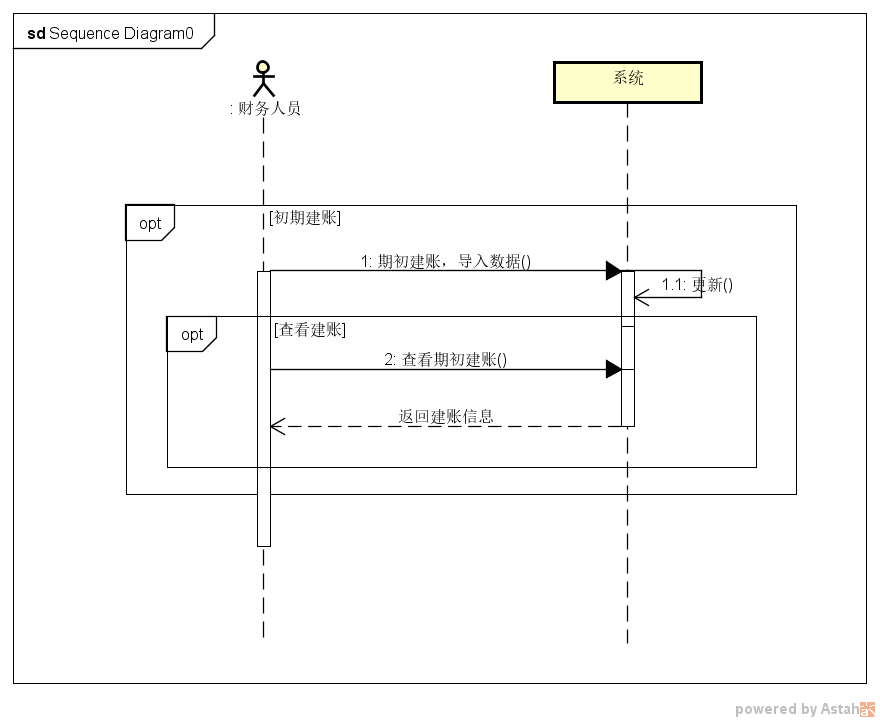 sd Sequence Diagram0
: 财务人员
系统
opt
[初期建账]
1: 期初建账，导入数据()
1.1: 更新()
opt
[查看建账]
2: 查看期初建账()
返回建账信息
powered by Astah